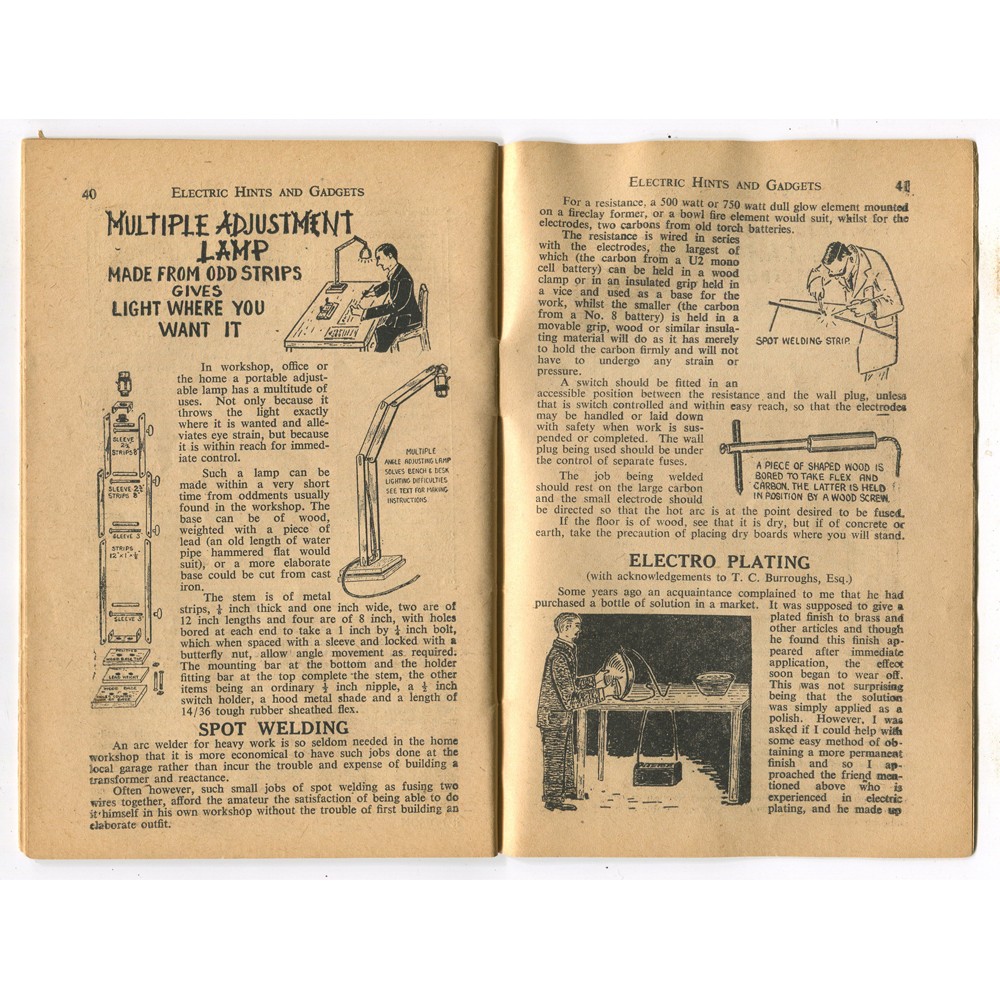 40
ELECTRIC HINTS AND GADGETS
MULTIPLE ADJUSTMENT
LAMP
MADE FROM ODD STRIPS
GIVES
LIGHT WHERE YOU
WANT IT
In workshop, office or
the home a portable adjust-
able lamp has a multitude of
uses. Not only because it
throws the light exactly
where it is wanted and alle-
viates eye strain, but because
it is within reach for immed-
iate control.
Such a lamp can be
made within a very short
time from oddments usually
found in the workshop. The
base can be of wood,
weighted with a piece of
lead (an old length of water
pipe hammered flat would
suit), or a more elaborate
base could be cut from cast
iron.
The stem is of metal
strips, ⅛ inch thick and one inch wide, two are of
12 inch lengths and four are of 8 inch, with holes
bored at each end to take a 1 inch by ¼ inch bolt,
which when spaced with a sleeve and locked with a
butterfly nut, allow angle movement as required.
The mounting bar at the bottom and the holder
fitting bar at the top complete the stem, the other
items being an ordinary ½ inch nipple, a ½ inch
switch holder, a hood metal shade and a length of
14/36 tough rubber sheathed flex.
SLEEVE
2¾
STRIPS 8"
SLEEVE 2½
STRIPS 8"
SLEEVE 3
STRIPS
12" × 1" × ⅛"
SLEEVE 3
LEAD WEIGHT
WOOD BASE
MULTIPLE
ANGLE ADJUSTING LAMP
SOLVES BENCH & DESK
LIGHTING DIFFICULTIES
SEE TEXT FOR MAKING
INSTRUCTIONS
SPOT WELDING
An arc welder for heavy work is so seldom needed in the home
workshop that it is more economical to have such jobs done at the
local garage rather than incur the trouble and expense of building a
transformer and reactance.
Often however, such small jobs of spot welding as fusing two
wires together, afford the amateur the satisfaction of being able to do
it himself in his own workshop without the trouble of first building an
elaborate outfit.
ELECTRIC HINTS AND GADGETS
41
For a resistance, a 500 watt or 750 watt dull glow element mounted
on a fireclay former, or a bowl fire element would suit, whilst for the
electrodes, two carbons from old torch batteries.
The resistance is wired in series
with the electrodes, the largest of
which (the carbon from a U2 mono
cell battery) can be held in a wood
clamp or in an insulated grip held in
a vice and used as a base for the
work, whilst the smaller (the carbon
from a No. 8 battery) is held in a
movable grip, wood or similar insula-
ting material will do as it has merely
to hold the carbon firmly and will not
have to undergo any strain or
pressure.
SPOT WELDING STRIP.
A switch should be fitted in an
accessible position between the resistance and the wall plug, unless
that is switch controlled and within easy reach, so that the electrodes
may be handled or laid down
with safety when work is sus-
pended or completed. The wall
plug being used should be under
the control of separate fuses.
The job being welded
should rest on the large carbon
and the small electrode should
be directed so that the hot arc is at the point desired to be fused.
If the floor is of wood, see that it is dry, but if of concrete or
earth, take the precaution of placing dry boards where you will stand.
A PIECE OF SHAPED WOOD IS
BORED TO TAKE FLEX AND
CARBON. THE LATTER IS HELD
IN POSITION BY A WOOD SCREW.
ELECTRO PLATING
(with acknowledgements to T. C. Burroughs, Esq.)
Some years ago an acquaintance complained to me that he had
purchased a bottle of solution in a market. It was supposed to give a
plated finish to brass and
other articles and though
he found this finish ap-
peared after immediate
application, the effect
soon began to wear off.
This was not surprising
being that the solution
was simply applied as a
polish. However, I was
asked if I could help with
some easy method of ob-
taining a more permanent
finish and so I ap-
proached the friend men-
tioned above who is
experienced in electric
plating, and he made up